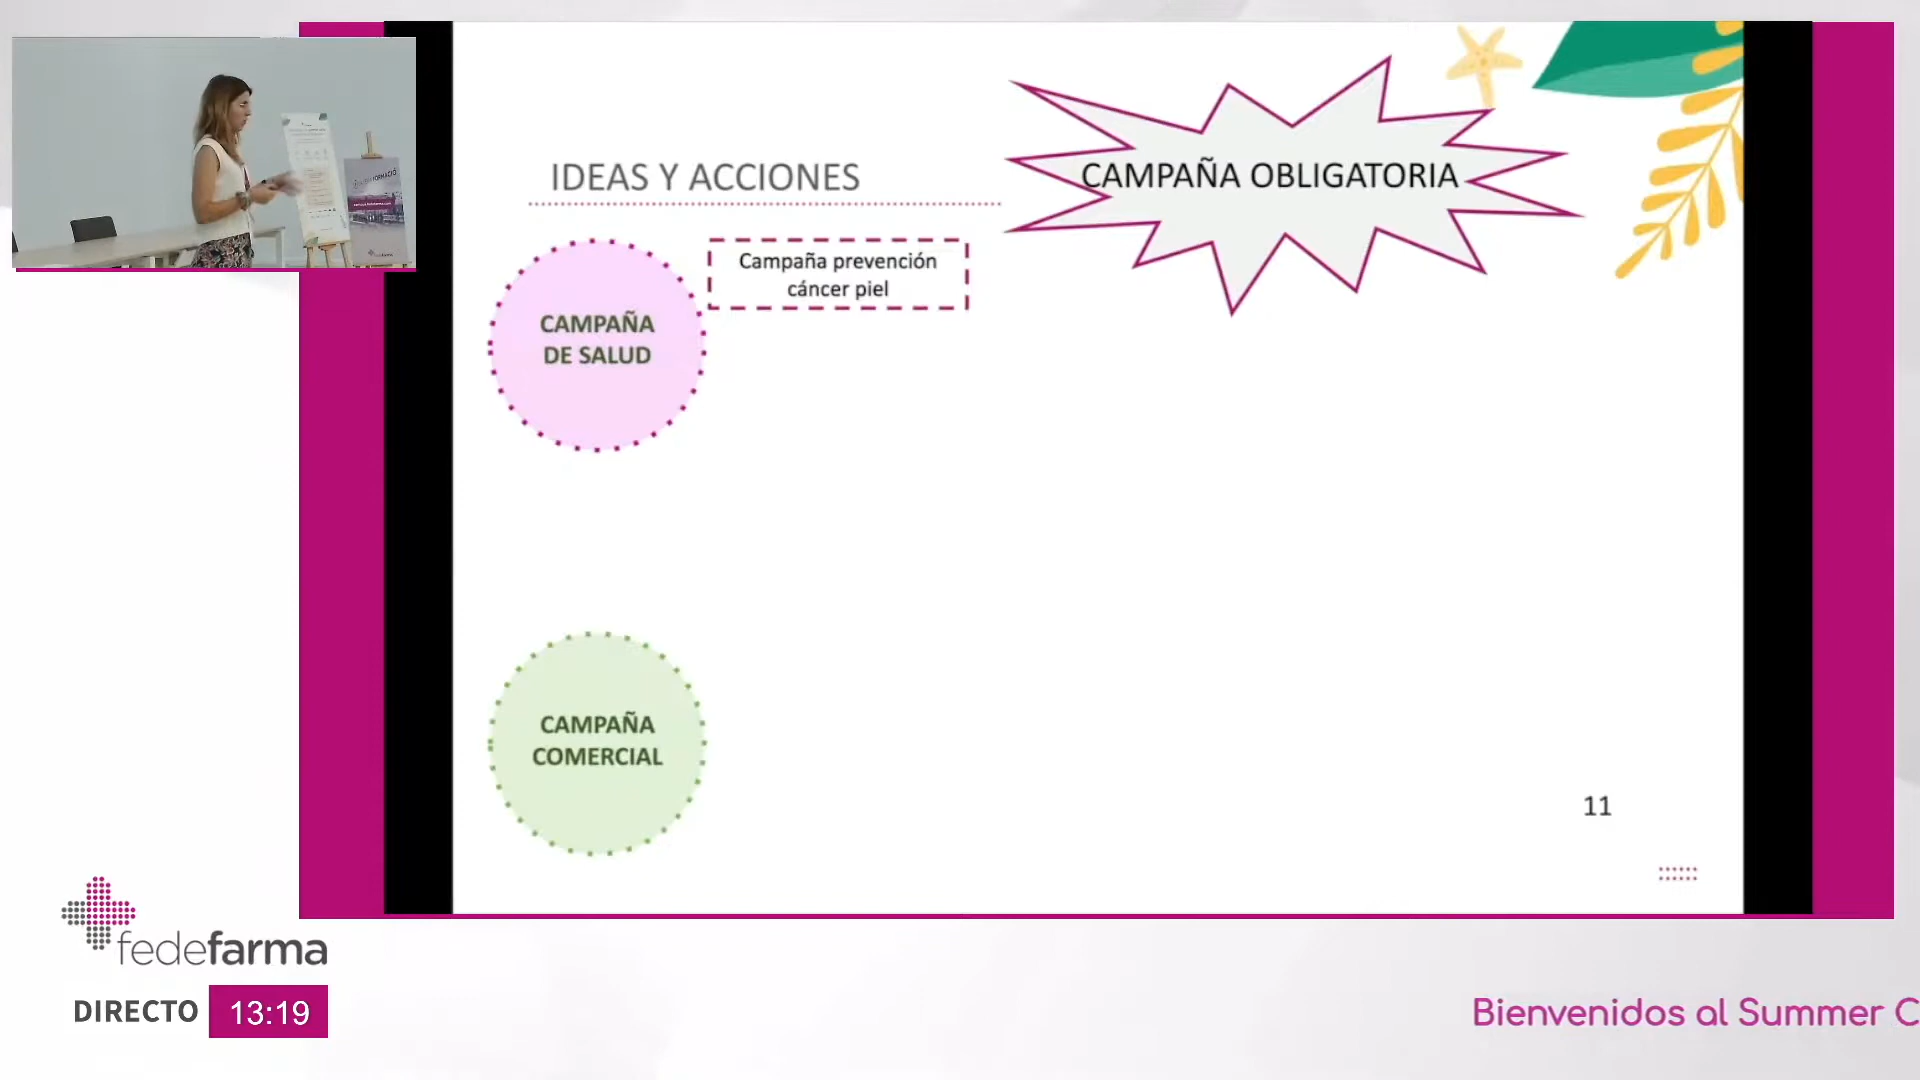 IDEAS Y ACCIONES
CAMPAÑA OBLIGATORIA
Campaña prevención
cáncer piel
CAMPAÑA
DE SALUD
CAMPAÑA
COMERCIAL
11
fedefarma
DIRECTO 13:19
Bienvenidos al Summer C